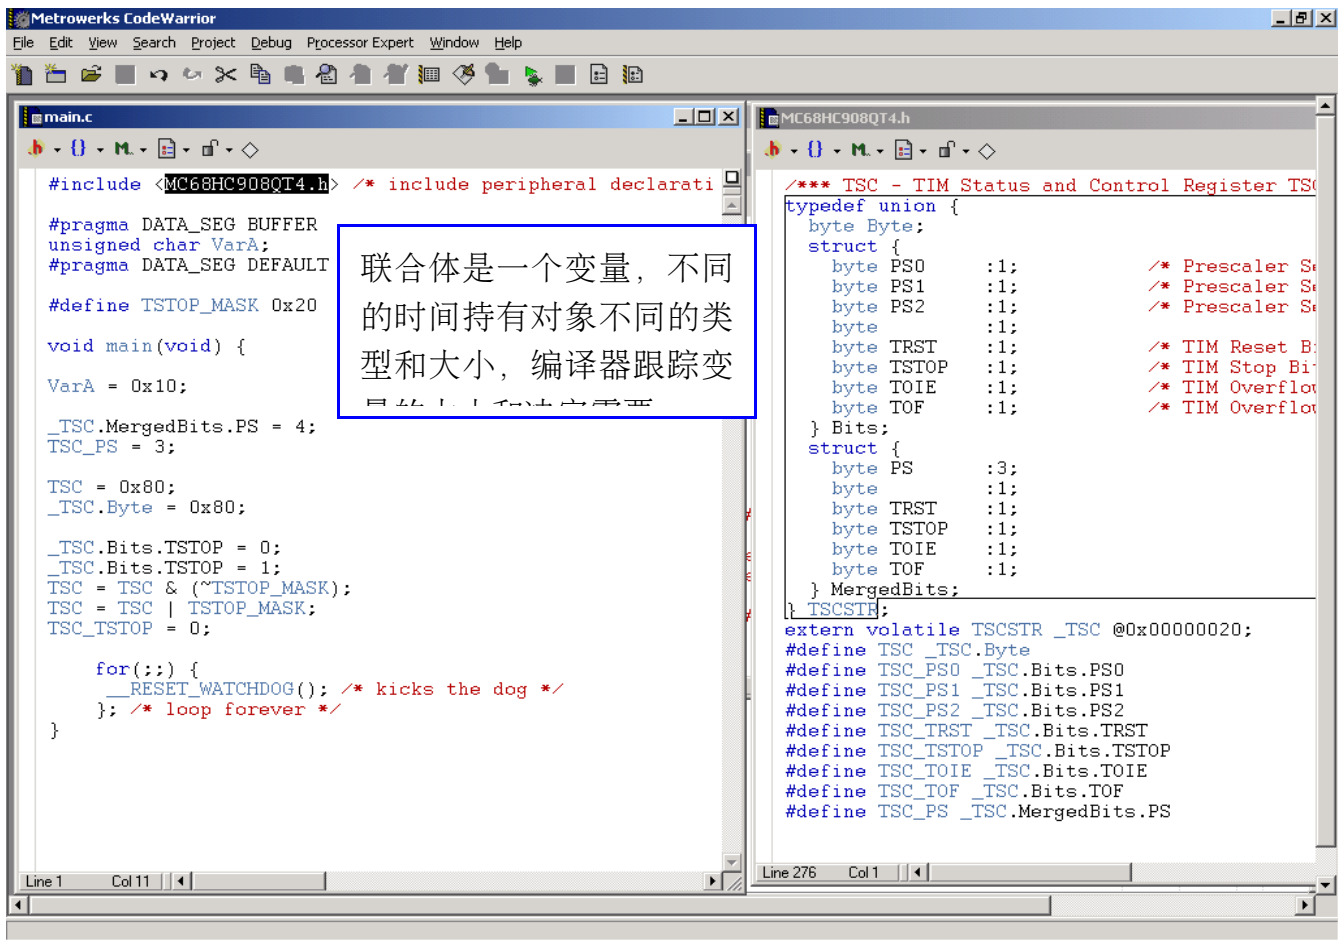 Metrowerks CodeWarrior
File Edit View Search Project Debug Processor Expert Window Help
main.c
#include <MC68HC908QT4.h> /* include peripheral declarati
#pragma DATA_SEG BUFFER
unsigned char VarA;
#pragma DATA_SEG DEFAULT
#define TSTOP_MASK 0x20
void main(void) {
VarA = 0x10;
_TSC.MergedBits.PS = 4;
TSC_PS = 3;
TSC = 0x80;
_TSC.Byte = 0x80;
_TSC.Bits.TSTOP = 0;
_TSC.Bits.TSTOP = 1;
TSC = TSC & (~TSTOP_MASK);
TSC = TSC | TSTOP_MASK;
TSC_TSTOP = 0;
for(;;) {
__RESET_WATCHDOG(); /* kicks the dog */
}; /* loop forever */
}
Line 1 Col 11
联合体是一个变量，不同
的时间持有对象不同的类
型和大小，编译器跟踪变
MC68HC908QT4.h
/*** TSC - TIM Status and Control Register TSC
typedef union {
byte Byte;
struct {
byte PS0 :1; /* Prescaler Se
byte PS1 :1; /* Prescaler Se
byte PS2 :1; /* Prescaler Se
byte :1;
byte TRST :1; /* TIM Reset Bi
byte TSTOP :1; /* TIM Stop Bi
byte TOIE :1; /* TIM Overflow
byte TOF :1; /* TIM Overflow
} Bits;
struct {
byte PS :3;
byte :1;
byte TRST :1;
byte TSTOP :1;
byte TOIE :1;
byte TOF :1;
} MergedBits;
} TSCSTR;
extern volatile TSCSTR _TSC @0x00000020;
#define TSC _TSC.Byte
#define TSC_PS0 _TSC.Bits.PS0
#define TSC_PS1 _TSC.Bits.PS1
#define TSC_PS2 _TSC.Bits.PS2
#define TSC_TRST _TSC.Bits.TRST
#define TSC_TSTOP _TSC.Bits.TSTOP
#define TSC_TOIE _TSC.Bits.TOIE
#define TSC_TOF _TSC.Bits.TOF
#define TSC_PS _TSC.MergedBits.PS
Line 276 Col 1